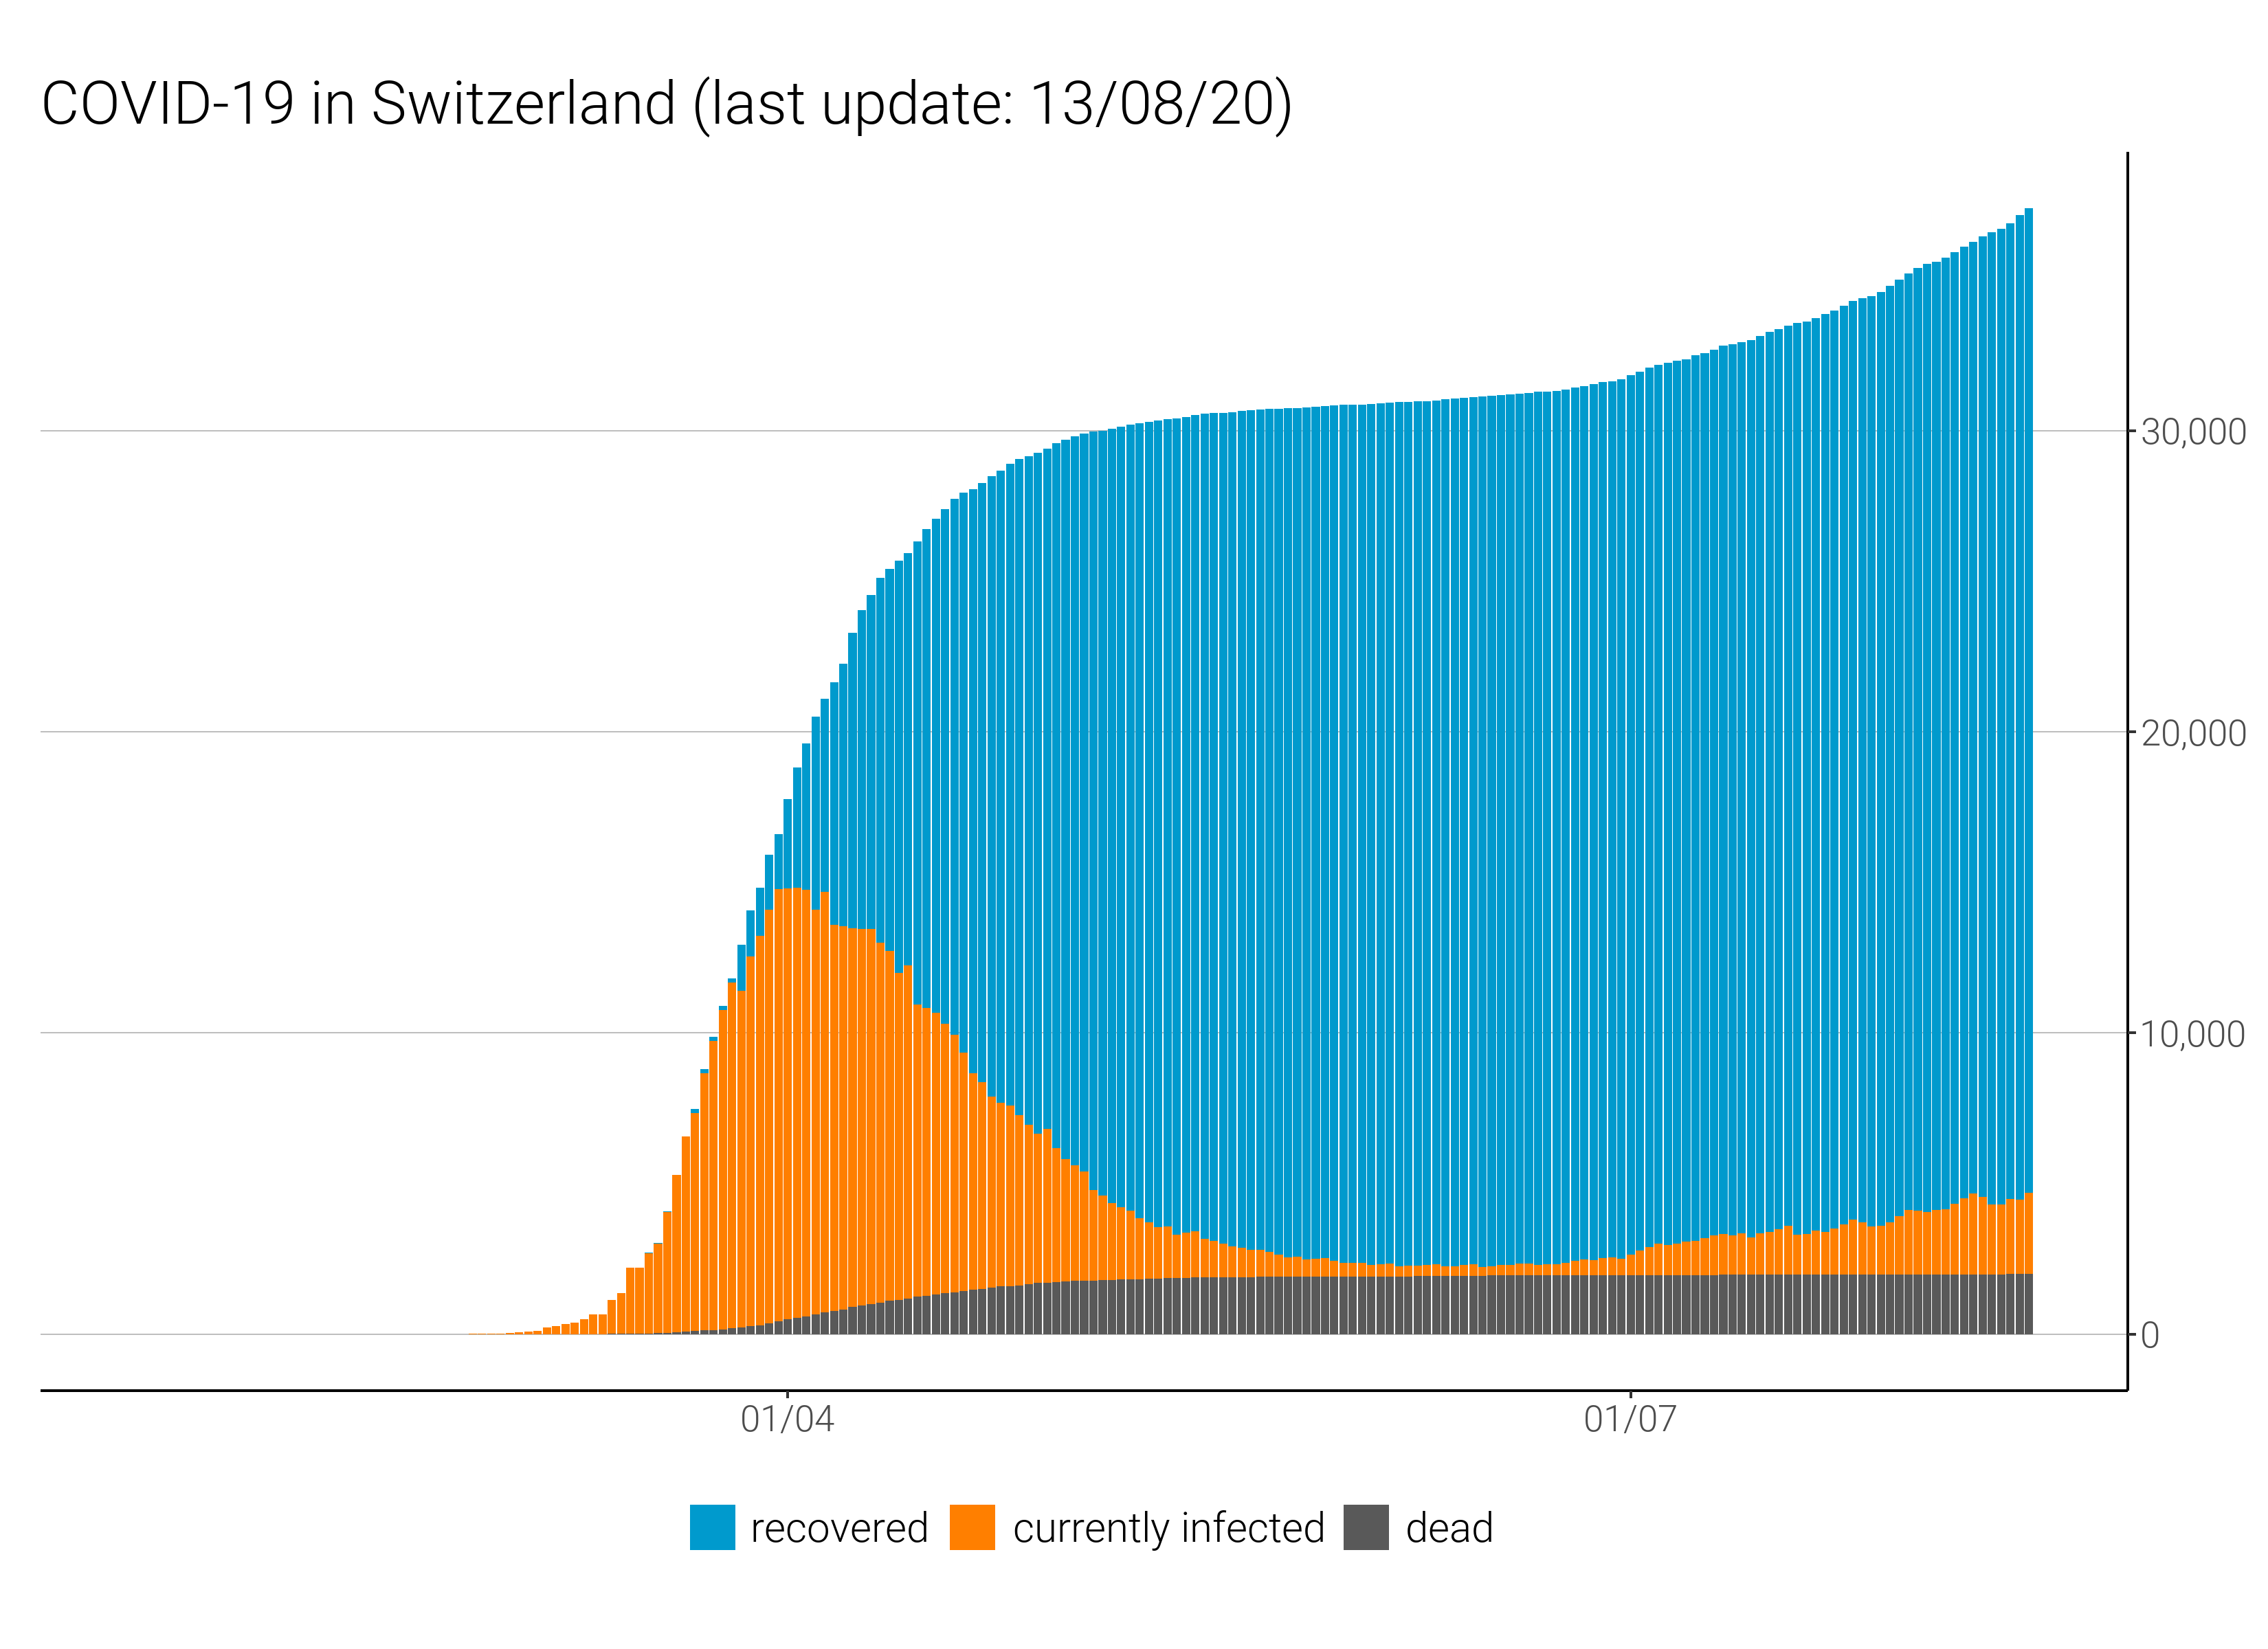 COVID-19 in Switzerland (last update: 13/08/20)
30,000
20,000
10,000
0
01/04 01/07
recovered currently infected dead